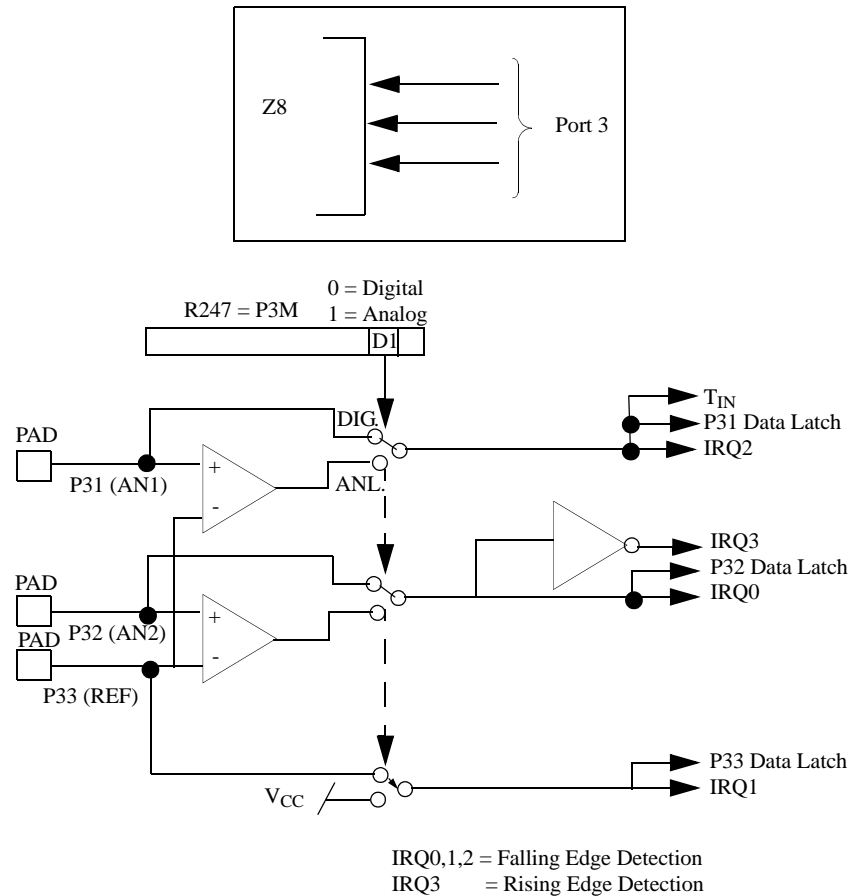 Z8
Port 3
0 = Digital
R247 = P3M
1 = Analog
D1
DIG.
TIN
P31 Data Latch
PAD
IRQ2
+
P31 (AN1)
ANL.
-
IRQ3
P32 Data Latch
PAD
IRQ0
+
P32 (AN2)
PAD
-
P33 (REF)
P33 Data Latch
VCC
IRQ1
IRQ0,1,2 = Falling Edge Detection
IRQ3 = Rising Edge Detection